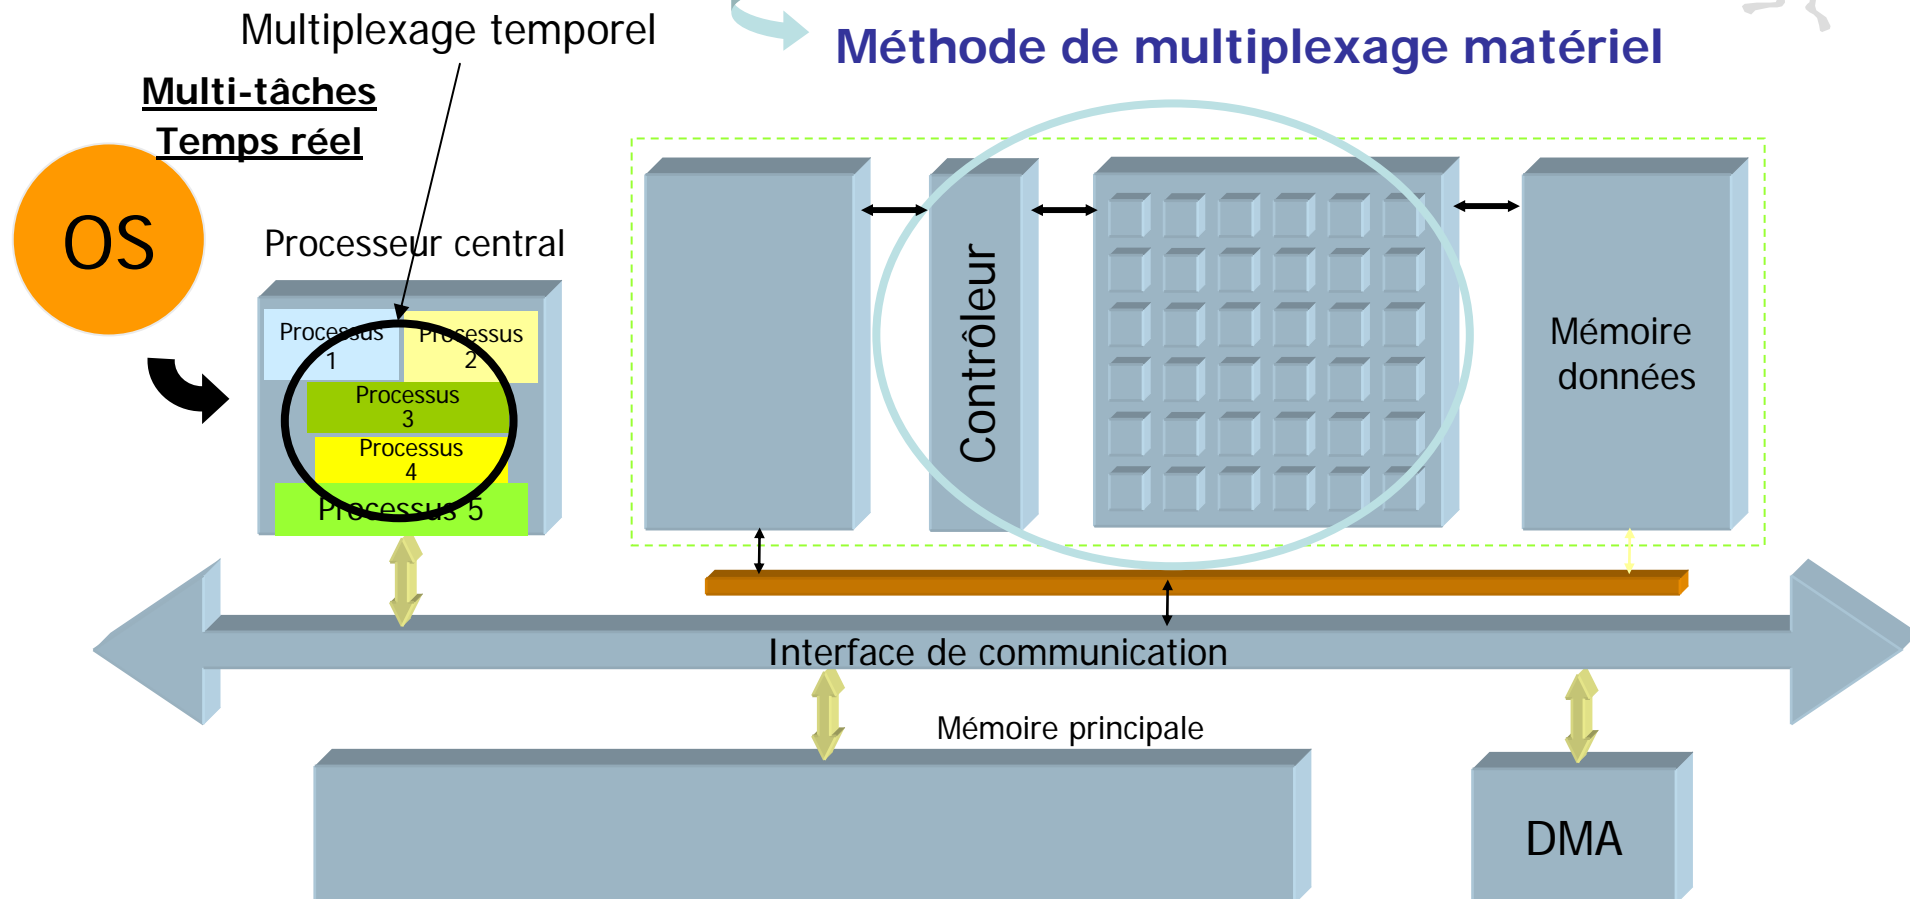 Multiplexage temporel
Méthode de multiplexage matériel
Multi-tâches
Temps réel
OS
Processeur central
Processus
1
Processus
2
Processus
3
Processus
4
Processus 5
Contrôleur
Mémoire
données
Interface de communication
Mémoire principale
DMA